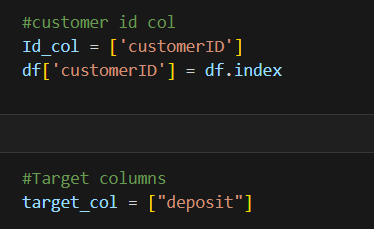 #customer id col
Id_col = ['customerID']
df['customerID'] = df.index
#Target columns
target_col = ["deposit"]